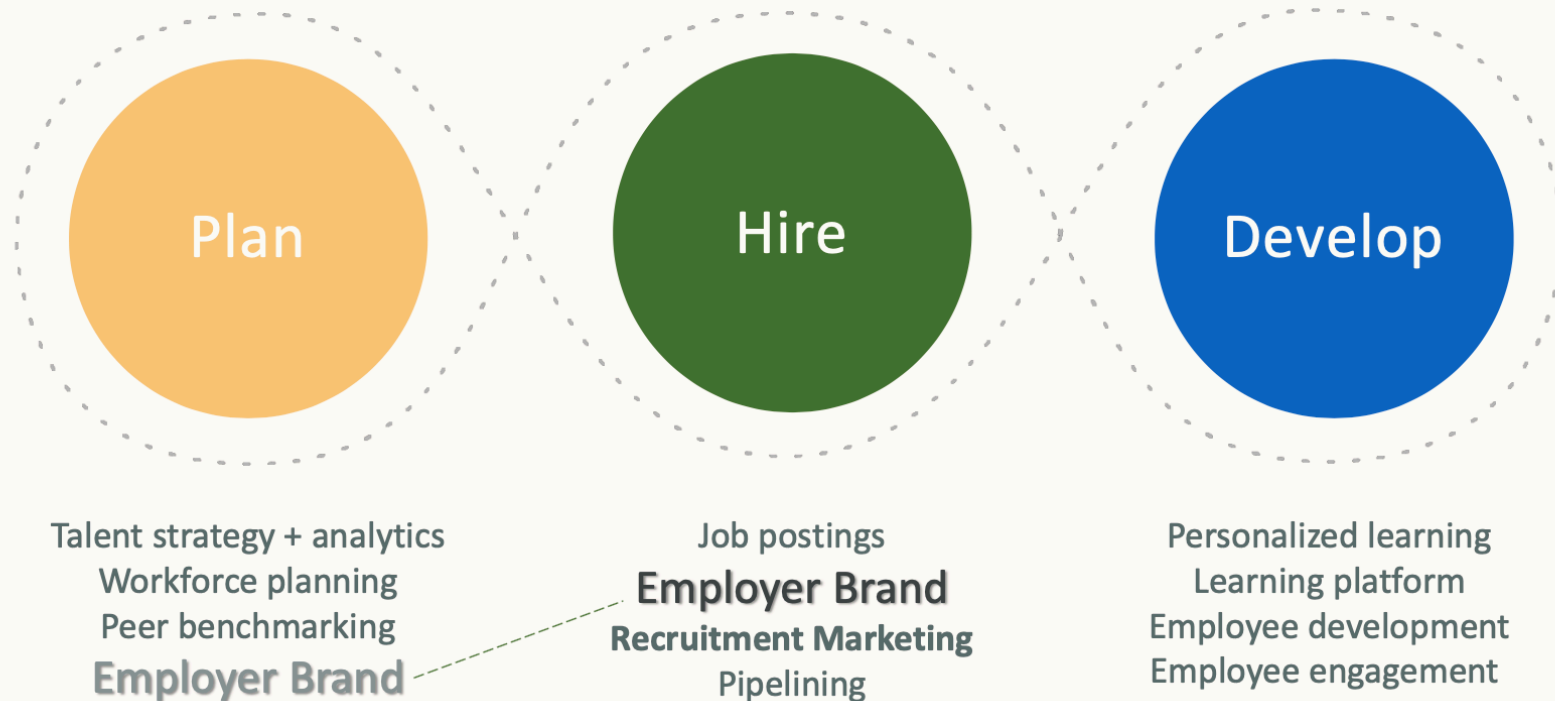 Plan
Hire
Develop
Talent strategy + analytics
Workforce planning
Peer benchmarking
Employer Brand
Job postings
Employer Brand
Recruitment Marketing
Pipelining
Personalized learning
Learning platform
Employee development
Employee engagement